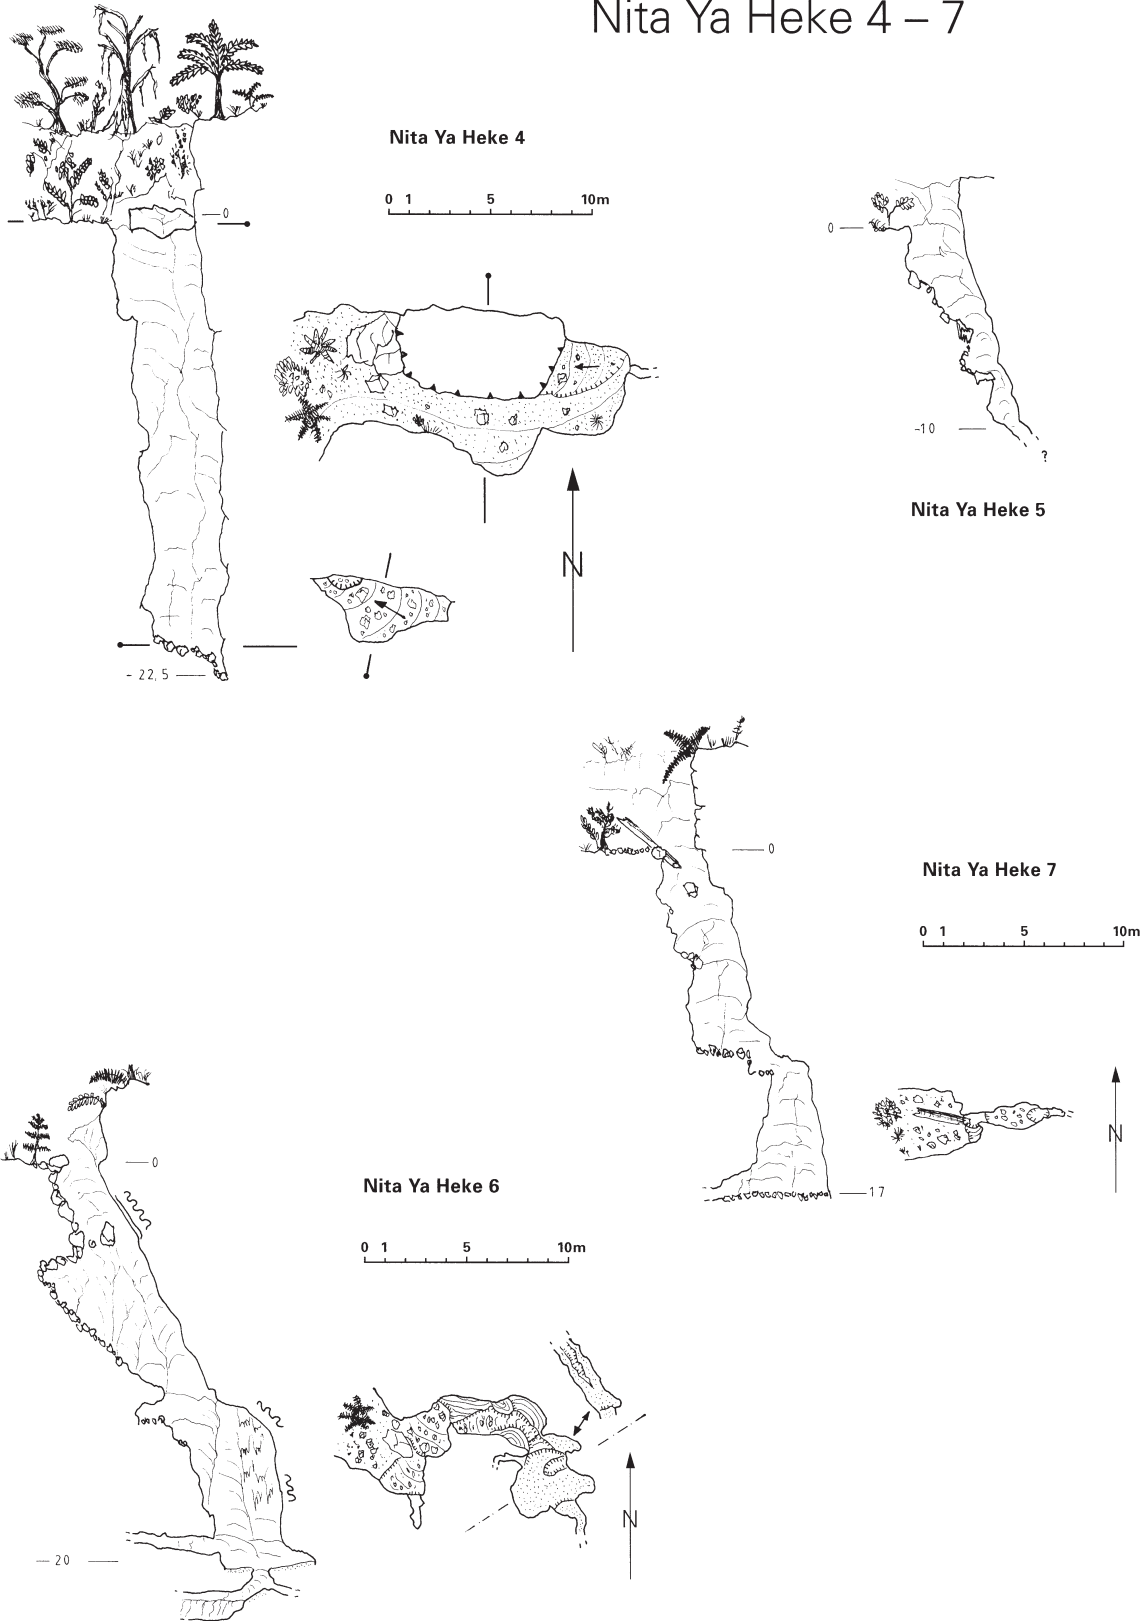 Nita Ya Heke 4 – 7
Nita Ya Heke 4
0 1 5 10m
0
N
- 22,5
0
-10
?
Nita Ya Heke 5
0
Nita Ya Heke 7
0 1 5 10m
N
17
0
Nita Ya Heke 6
0 1 5 10m
N
20